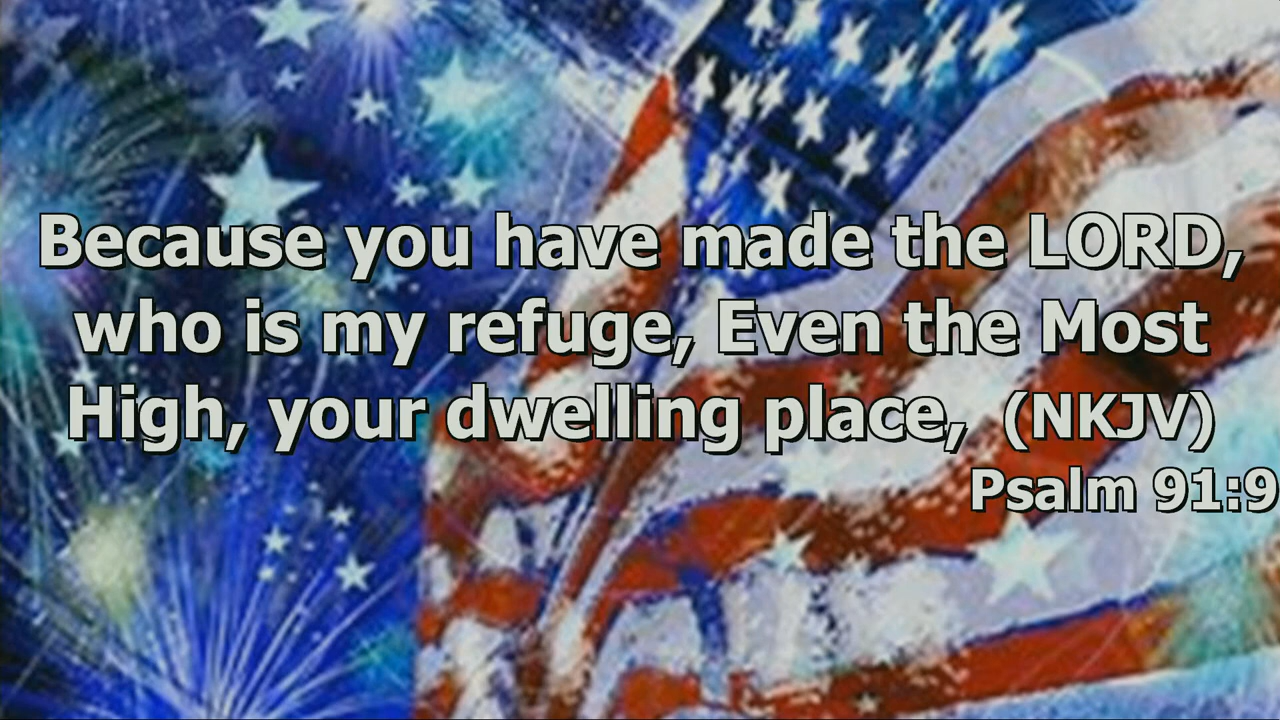 Because you have made the LORD,
who is my refuge, Even the Most
High, your dwelling place, (NKJV)
Psalm 91:9